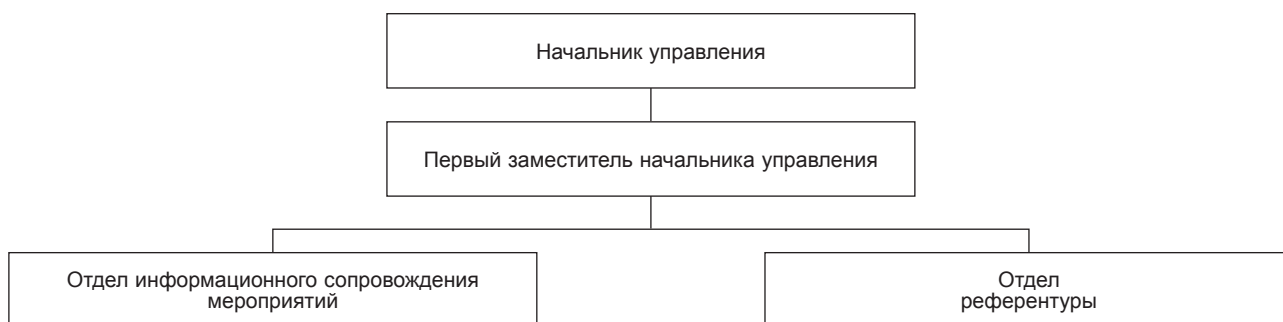 Начальник управления
Первый заместитель начальника управления
Отдел информационного сопровождения
мероприятий
Отдел
референтуры